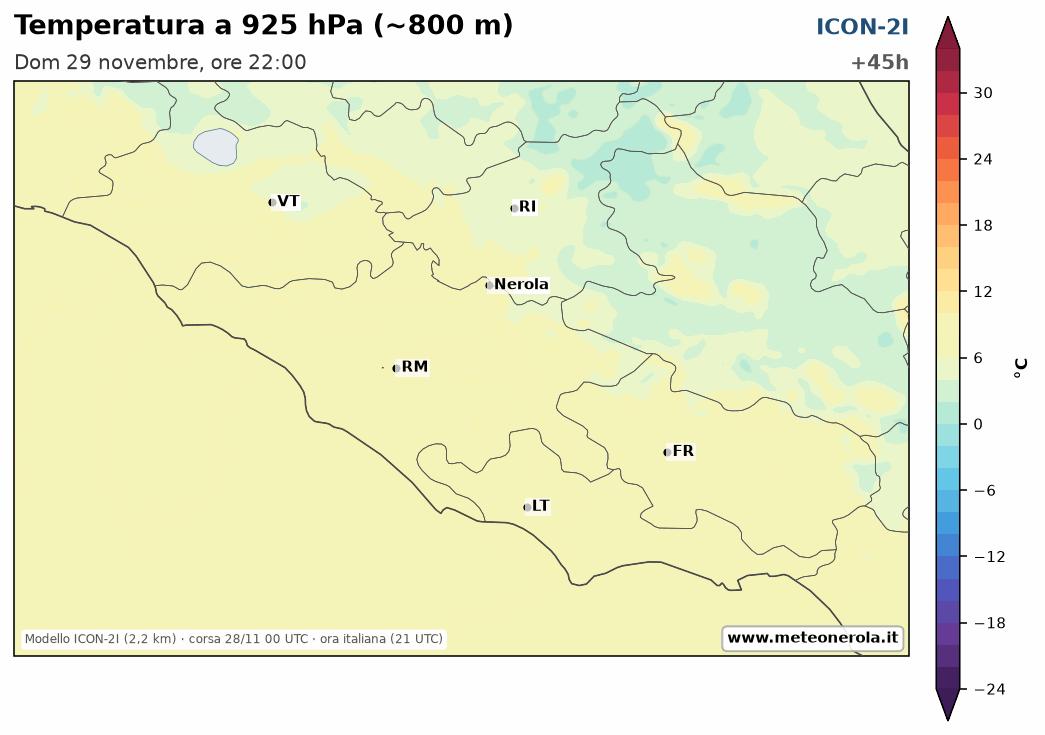 Temperatura a 925 hPa (~800 m)
ICON-2I
Dom 29 novembre, ore 22:00
+45h
VT
RI
Nerola
RM
FR
LT
30
24
18
12
6
0
−6
−12
−18
−24
°C
Modello ICON-2I (2,2 km) · corsa 28/11 00 UTC · ora italiana (21 UTC)
www.meteonerola.it